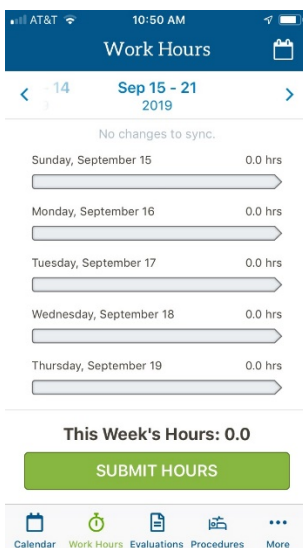 AT&T 10:50 AM
Work Hours
14 Sep 15 - 21
2019
No changes to sync.
Sunday, September 15 0.0 hrs
Monday, September 16 0.0 hrs
Tuesday, September 17 0.0 hrs
Wednesday, September 18 0.0 hrs
Thursday, September 19 0.0 hrs
This Week's Hours: 0.0
SUBMIT HOURS
Calendar Work Hours Evaluations Procedures More